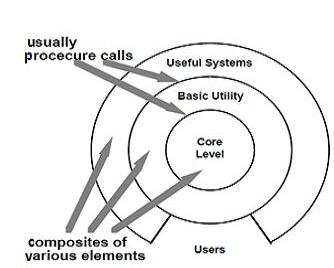 usually
procecure calls
Useful Systems
Basic Utility
Core
Level
composites of
various elements
Users